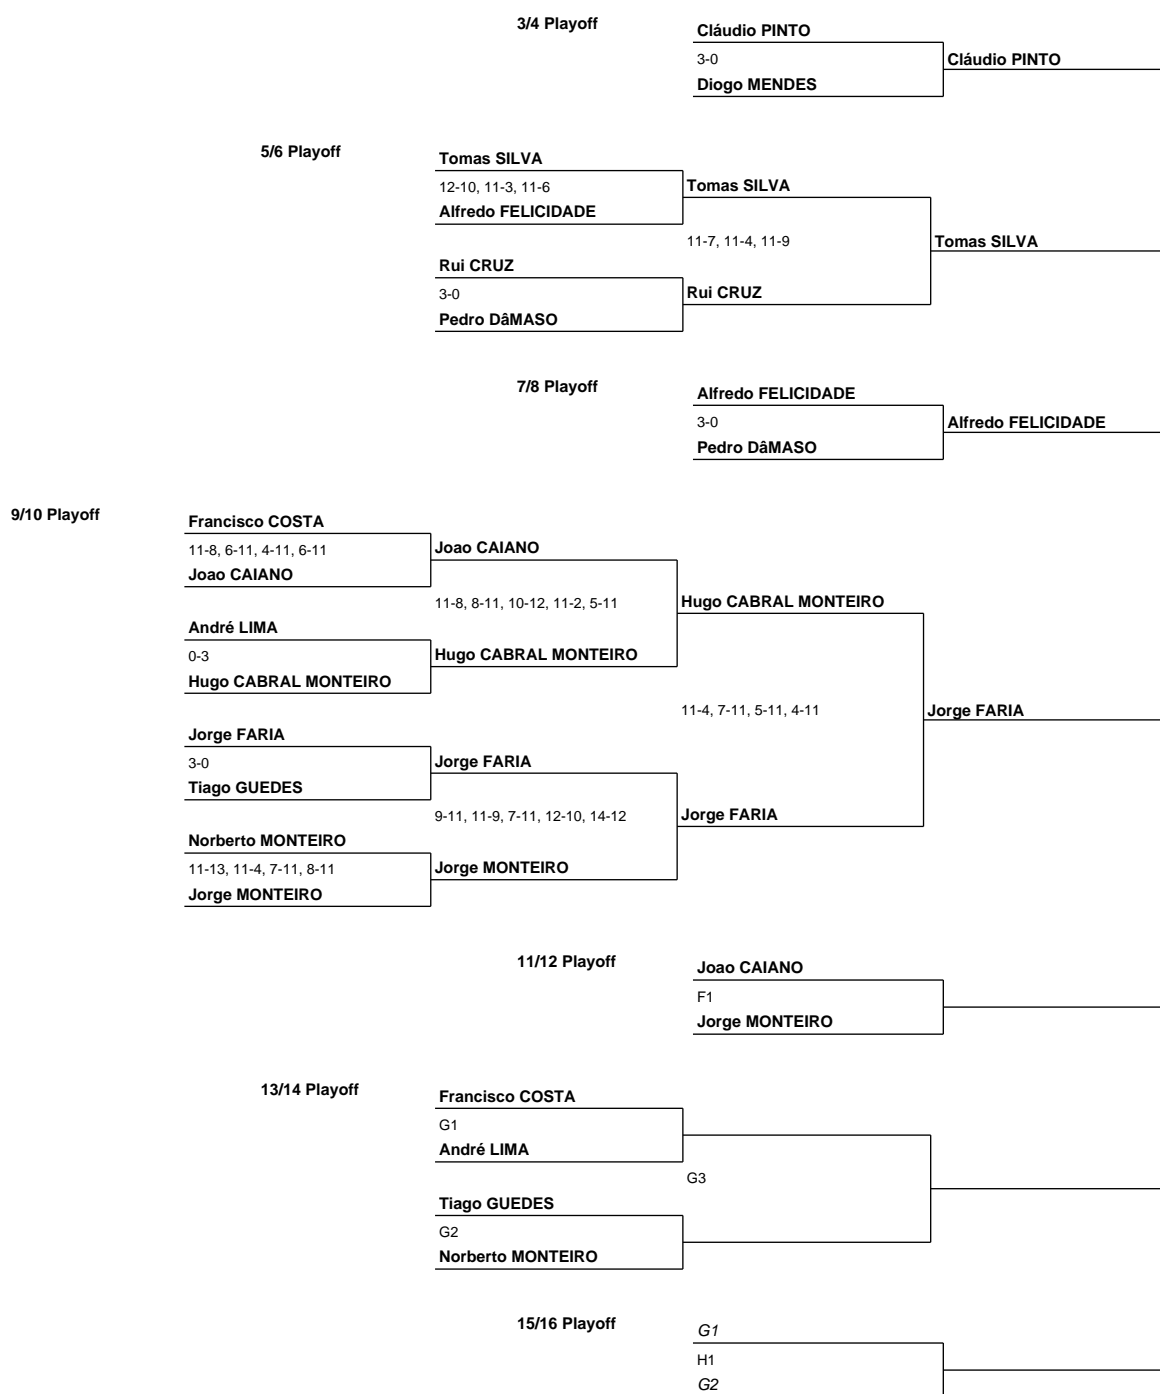 3/4 Playoff
Cláudio PINTO
3-0
Cláudio PINTO
Diogo MENDES
5/6 Playoff
Tomas SILVA
12-10, 11-3, 11-6
Tomas SILVA
Alfredo FELICIDADE
11-7, 11-4, 11-9
Tomas SILVA
Rui CRUZ
3-0
Rui CRUZ
Pedro DâMASO
7/8 Playoff
Alfredo FELICIDADE
3-0
Alfredo FELICIDADE
Pedro DâMASO
9/10 Playoff
Francisco COSTA
11-8, 6-11, 4-11, 6-11
Joao CAIANO
Joao CAIANO
11-8, 8-11, 10-12, 11-2, 5-11
Hugo CABRAL MONTEIRO
André LIMA
0-3
Hugo CABRAL MONTEIRO
Hugo CABRAL MONTEIRO
11-4, 7-11, 5-11, 4-11
Jorge FARIA
Jorge FARIA
3-0
Jorge FARIA
Tiago GUEDES
9-11, 11-9, 7-11, 12-10, 14-12
Jorge FARIA
Norberto MONTEIRO
11-13, 11-4, 7-11, 8-11
Jorge MONTEIRO
Jorge MONTEIRO
11/12 Playoff
Joao CAIANO
F1
Jorge MONTEIRO
13/14 Playoff
Francisco COSTA
G1
André LIMA
G3
Tiago GUEDES
G2
Norberto MONTEIRO
15/16 Playoff
G1
H1
G2